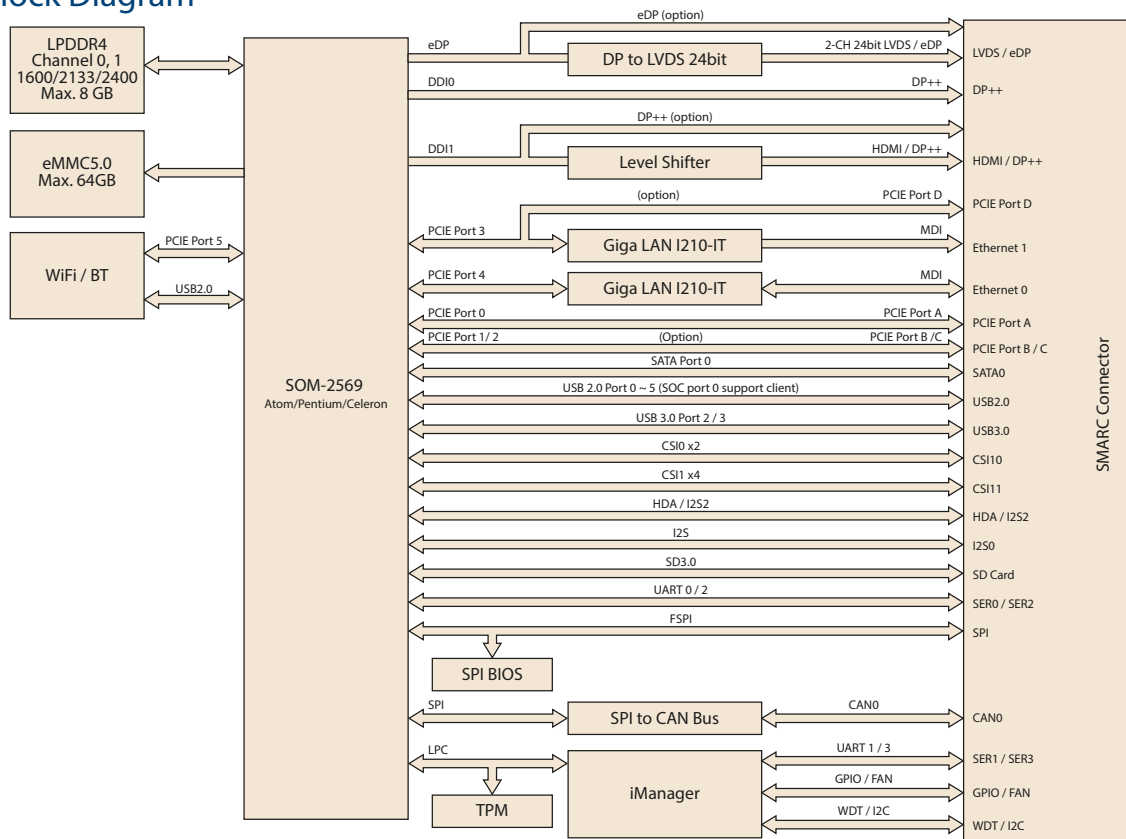 lock Diagram
LPDDR4
Channel 0, 1
1600/2133/2400
Max. 8 GB
eMMC5.0
Max. 64GB
WiFi / BT
PCIE Port 5
USB2.0
SOM-2569
Atom/Pentium/Celeron
eDP (option)
eDP
DP to LVDS 24bit
2-CH 24bit LVDS / eDP
LVDS / eDP
DDI0
DP++
DP++
DP++ (option)
DDI1
Level Shifter
HDMI / DP++
HDMI / DP++
(option)
PCIE Port D
PCIE Port D
PCIE Port 3
Giga LAN I210-IT
MDI
Ethernet 1
PCIE Port 4
Giga LAN I210-IT
MDI
Ethernet 0
PCIE Port 0
PCIE Port A
PCIE Port A
PCIE Port 1/ 2
(Option)
PCIE Port B /C
PCIE Port B / C
SATA Port 0
SATA0
USB 2.0 Port 0 ~ 5 (SOC port 0 support client)
USB2.0
USB 3.0 Port 2 / 3
USB3.0
CSI0 x2
CSI10
CSI1 x4
CSI11
HDA / I2S2
HDA / I2S2
I2S
I2S0
SD3.0
SD Card
UART 0 / 2
SER0 / SER2
FSPI
SPI
SPI BIOS
SPI
SPI to CAN Bus
CAN0
CAN0
LPC
TPM
iManager
UART 1 / 3
SER1 / SER3
GPIO / FAN
GPIO / FAN
WDT / I2C
WDT / I2C
SMARC Connector